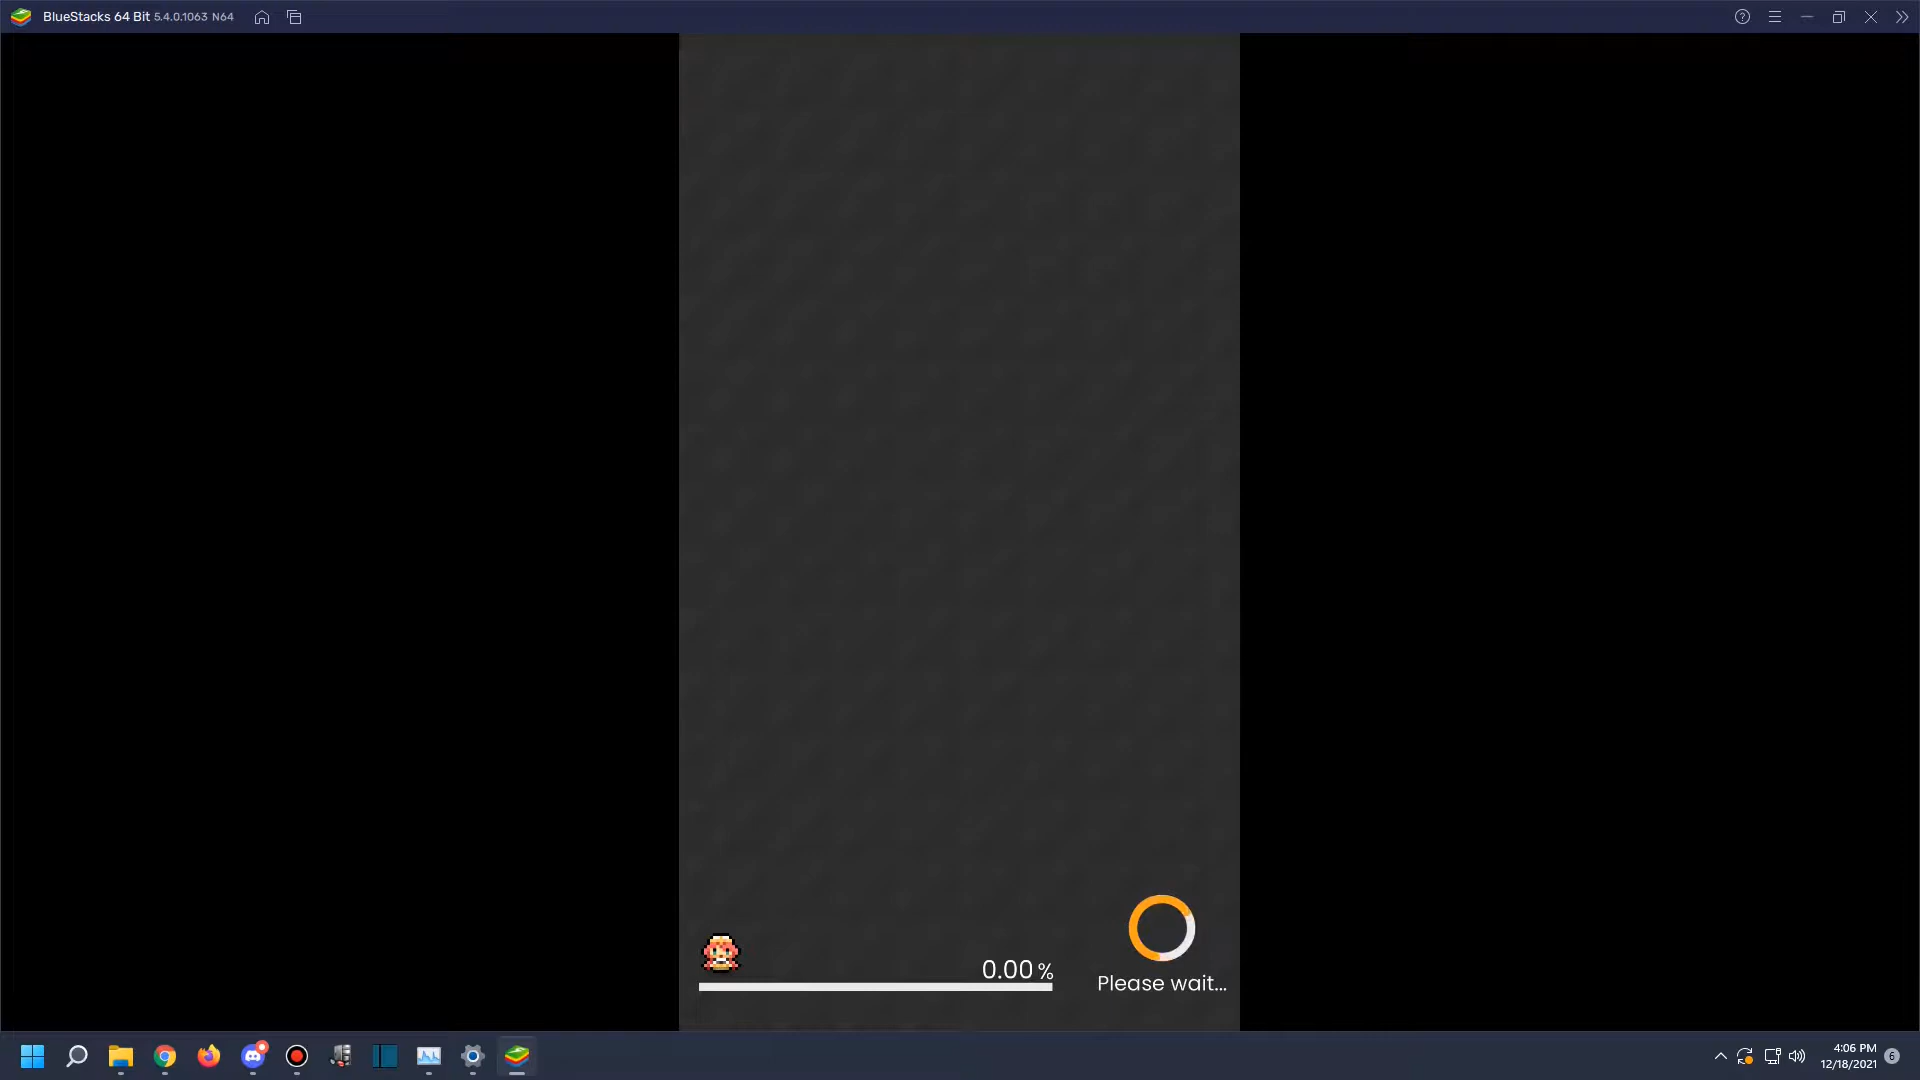 BlueStacks 64 Bit 5.4.0.1063 N64
0.00 %
Please wait...
4:06 PM
12/18/2021
6